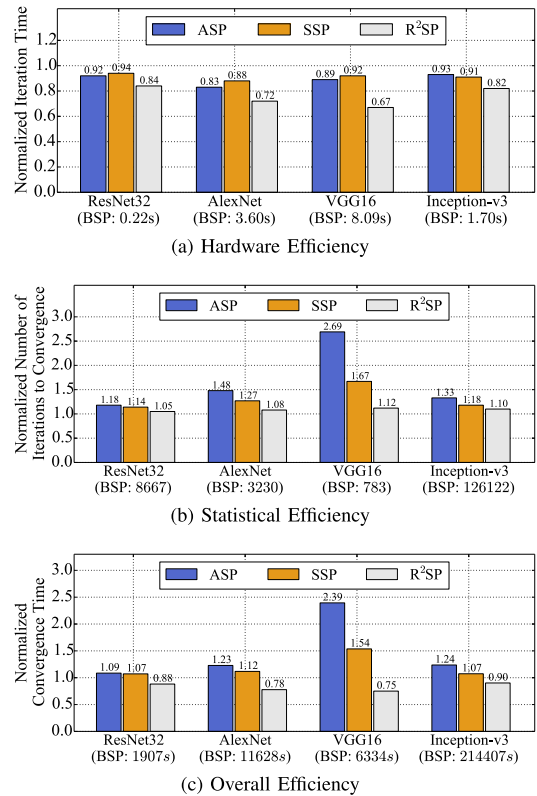 ASP SSP R²SP
Normalized Iteration Time
1.2
1.0
0.8
0.6
0.4
0.2
0.0
0.92 0.94 0.84 0.83 0.88 0.72 0.89 0.92 0.67 0.93 0.91 0.82
ResNet32 AlexNet VGG16 Inception-v3
(BSP: 0.22s) (BSP: 3.60s) (BSP: 8.09s) (BSP: 1.70s)
(a) Hardware Efficiency
ASP SSP R²SP
Normalized Number of
Iterations to Convergence
3.0
2.5
2.0
1.5
1.0
0.5
0.0
1.18 1.14 1.05 1.48 1.27 1.08 2.69 1.67 1.12 1.33 1.18 1.10
ResNet32 AlexNet VGG16 Inception-v3
(BSP: 8667) (BSP: 3230) (BSP: 783) (BSP: 126122)
(b) Statistical Efficiency
ASP SSP R²SP
Normalized
Convergence Time
3.0
2.5
2.0
1.5
1.0
0.5
0.0
1.09 1.07 0.88 1.23 1.12 0.78 2.39 1.54 0.75 1.24 1.07 0.90
ResNet32 AlexNet VGG16 Inception-v3
(BSP: 1907s) (BSP: 11628s) (BSP: 6334s) (BSP: 214407s)
(c) Overall Efficiency